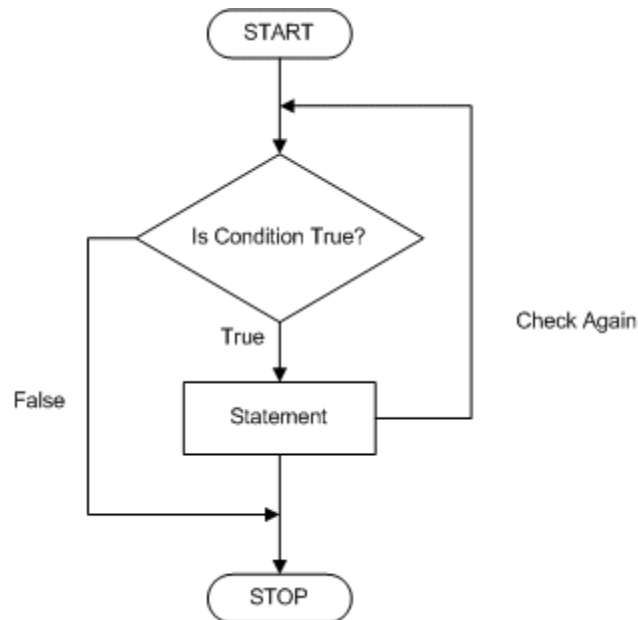 START
Is Condition True?
True
Check Again
False
Statement
STOP